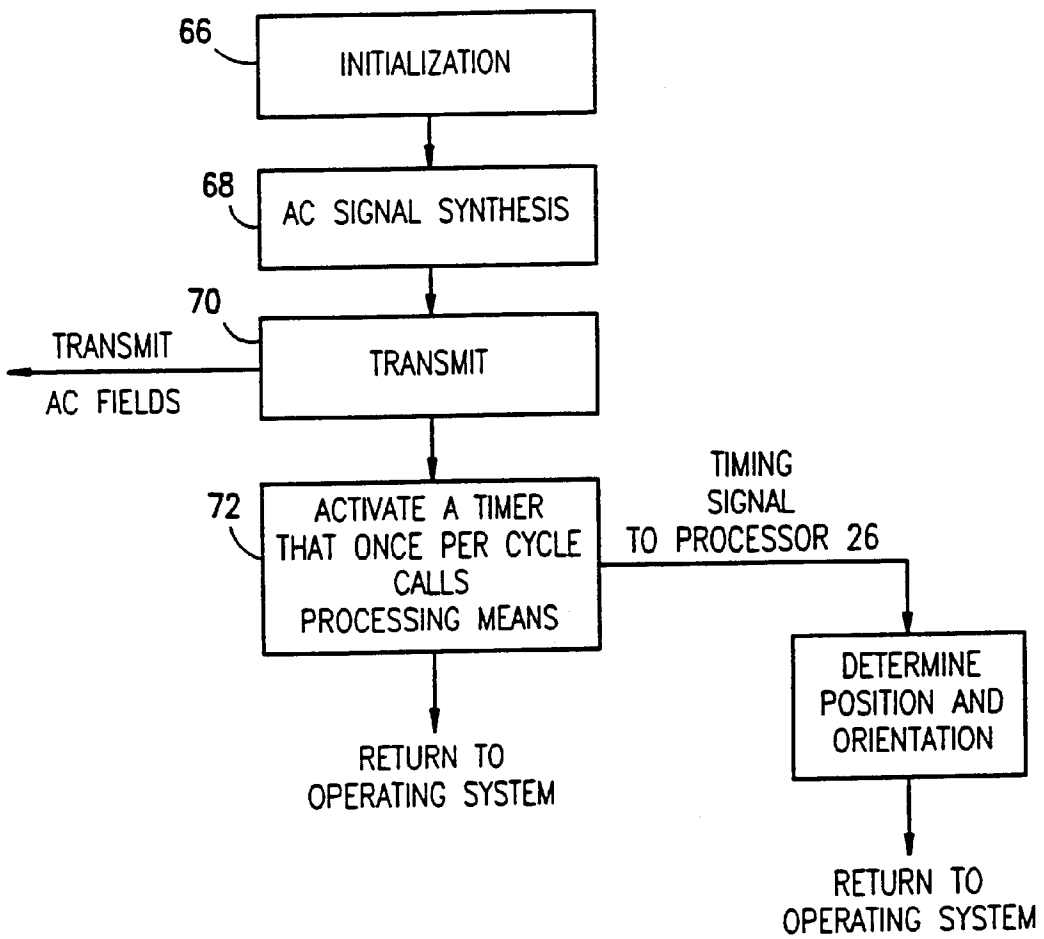 66
INITIALIZATION
68
AC SIGNAL SYNTHESIS
70
TRANSMIT
TRANSMIT
AC FIELDS
72
ACTIVATE A TIMER
THAT ONCE PER CYCLE
CALLS
PROCESSING MEANS
TIMING
SIGNAL
TO PROCESSOR 26
DETERMINE
POSITION AND
ORIENTATION
RETURN TO
OPERATING SYSTEM
RETURN TO
OPERATING SYSTEM